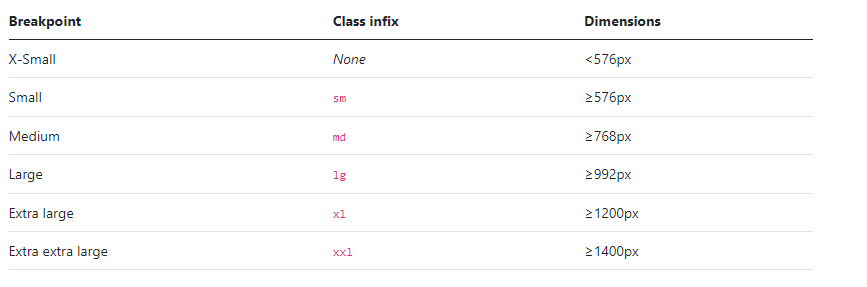 Breakpoint Class infix Dimensions
X-Small None <576px
Small sm ≥576px
Medium md ≥768px
Large lg ≥992px
Extra large xl ≥1200px
Extra extra large xxl ≥1400px